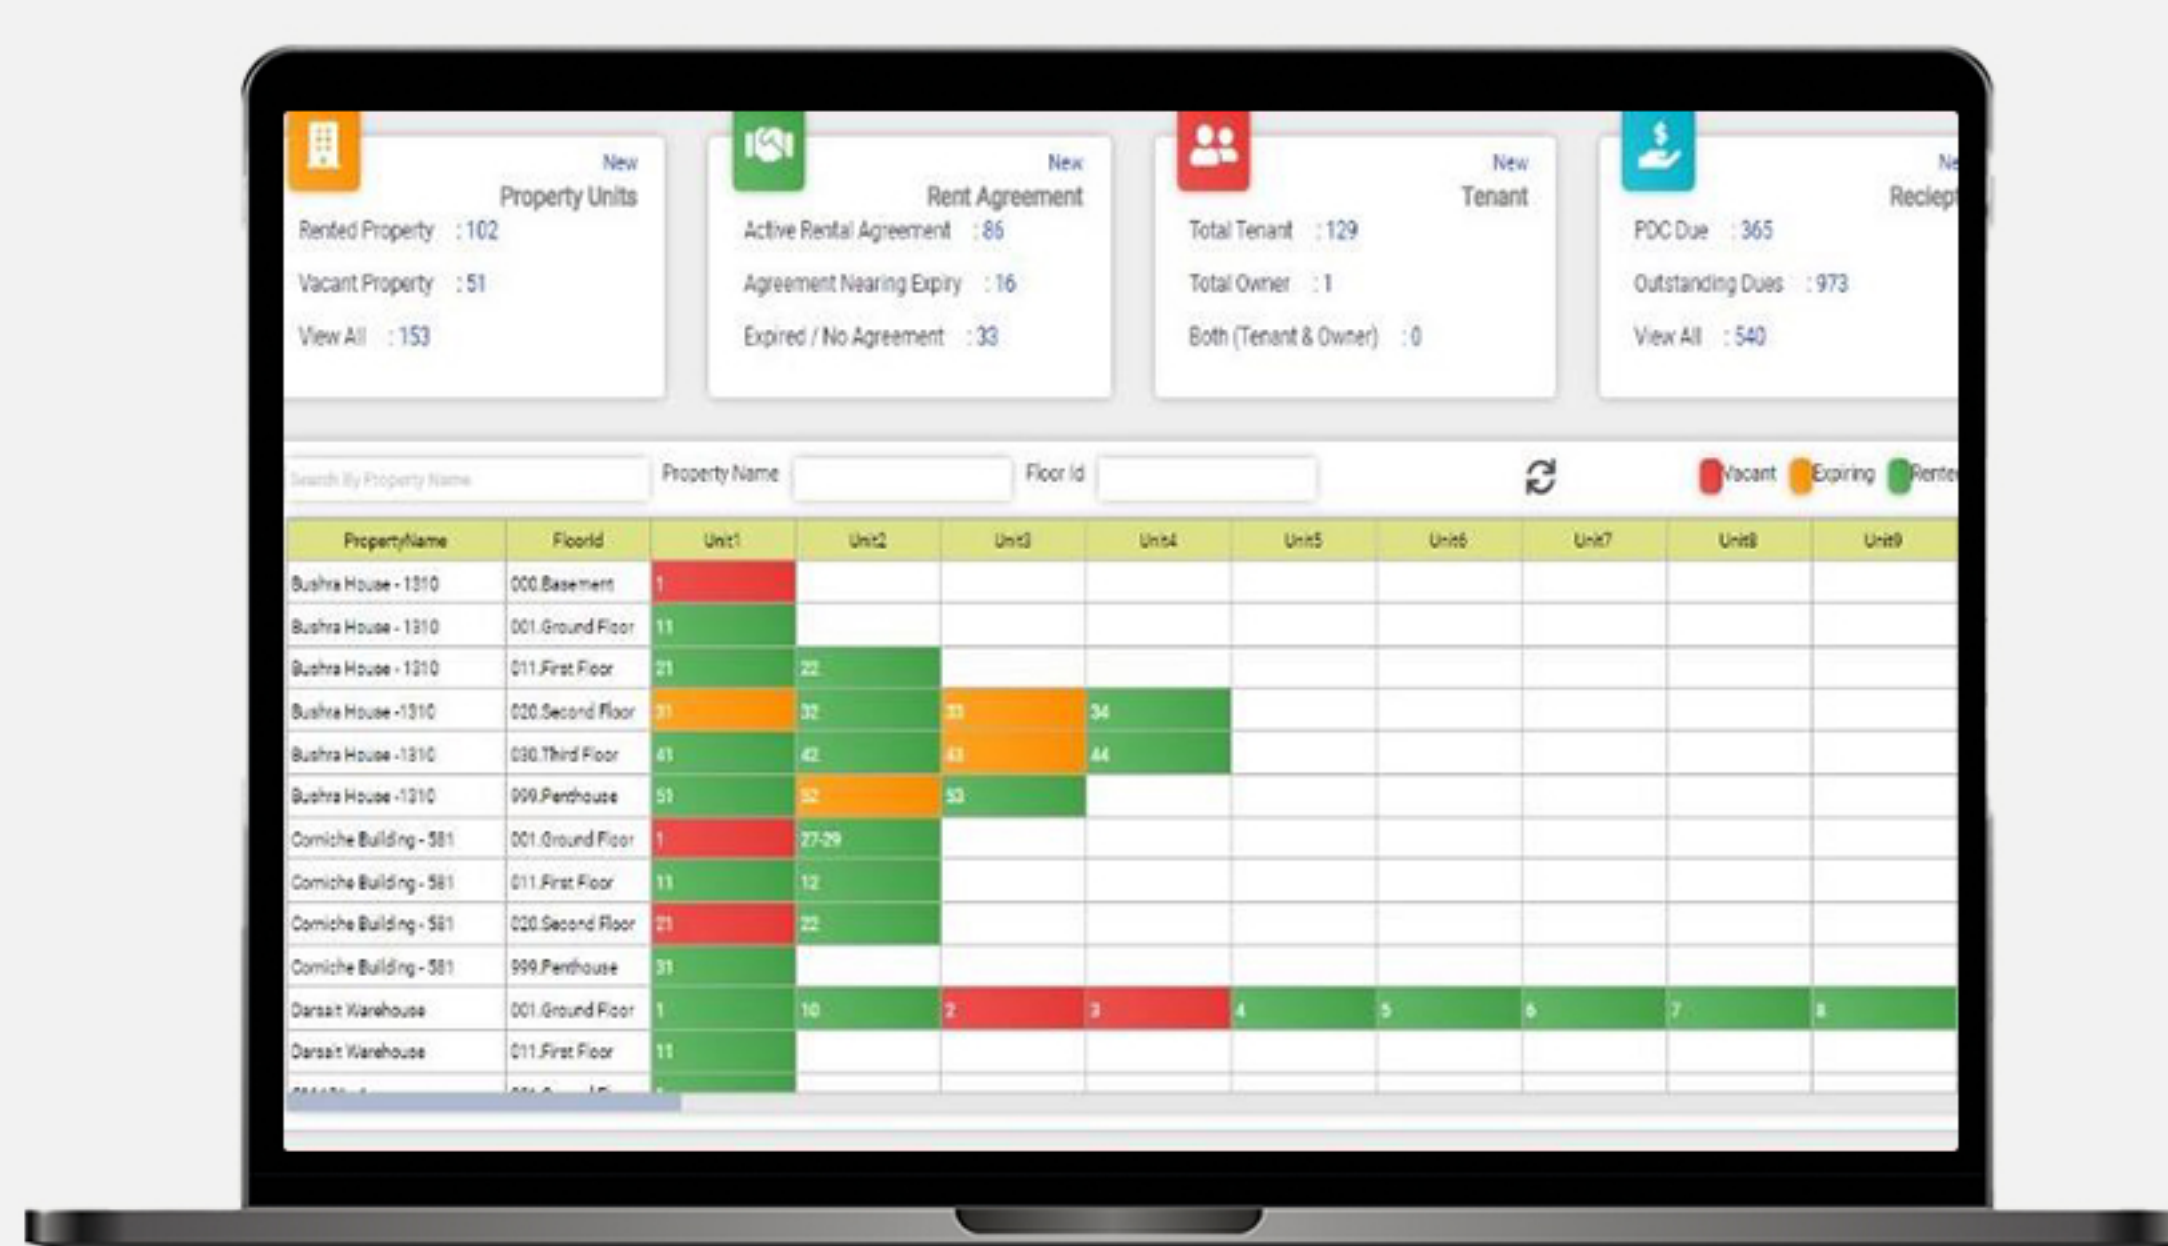 New
Property Units
Rented Property : 102
Vacant Property : 51
View All : 153
New
Rent Agreement
Active Rental Agreement : 86
Agreement Nearing Expiry : 16
Expired / No Agreement : 33
New
Tenant
Total Tenant : 129
Total Owner : 1
Both (Tenant & Owner) : 0
Ne
Reciept
PDC Due : 365
Outstanding Dues : 973
View All : 540
Search By Property Name Property Name Floor Id Vacant Expiring Rente
PropertyName FloorId Unit1 Unit2 Unit3 Unit4 Unit5 Unit6 Unit7 Unit8 Unit9
Bushra House - 1310 000.Basement 1
Bushra House - 1310 001.Ground Floor 11
Bushra House - 1310 011.First Floor 21 22
Bushra House -1310 020.Second Floor 31 32 33 34
Bushra House -1310 030.Third Floor 41 42 43 44
Bushra House -1310 999.Penthouse 51 52 53
Corniche Building - 581 001.Ground Floor 1 27-29
Corniche Building - 581 011.First Floor 11 12
Corniche Building - 581 020.Second Floor 21 22
Corniche Building - 581 999.Penthouse 31
Darsait Warehouse 001.Ground Floor 1 10 2 3 4 5 6 7 8
Darsait Warehouse 011.First Floor 11